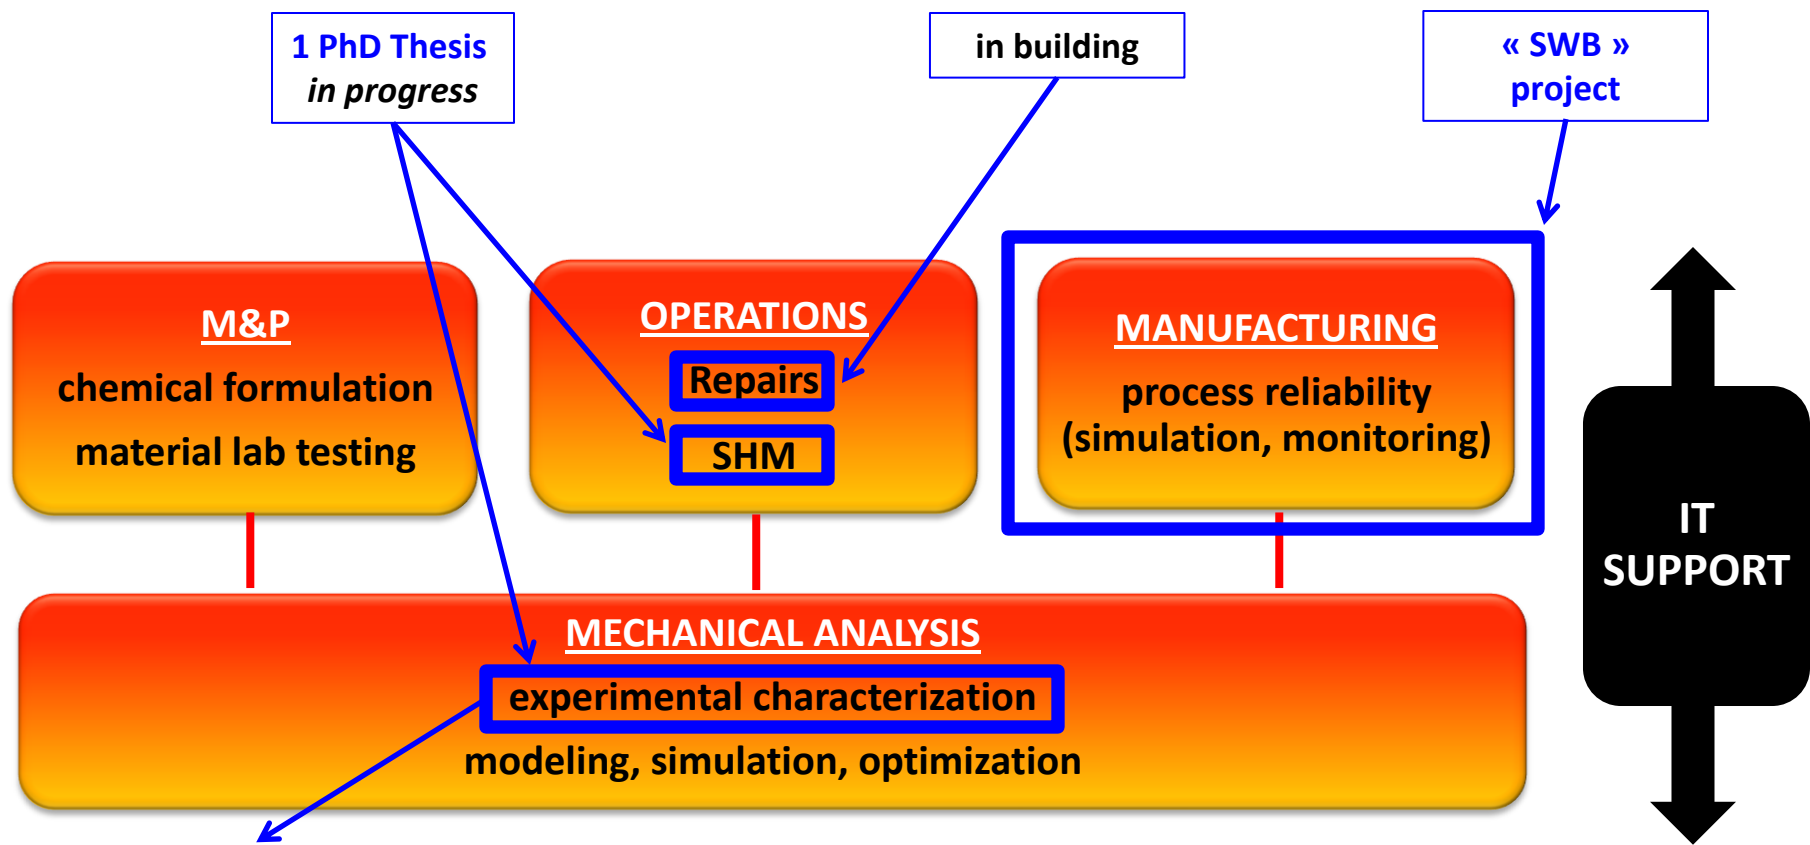 1 PhD Thesis
in progress
in building
« SWB »
project
M&P
chemical formulation
material lab testing
OPERATIONS
Repairs
SHM
MANUFACTURING
process reliability
(simulation, monitoring)
IT
SUPPORT
MECHANICAL ANALYSIS
experimental characterization
modeling, simulation, optimization